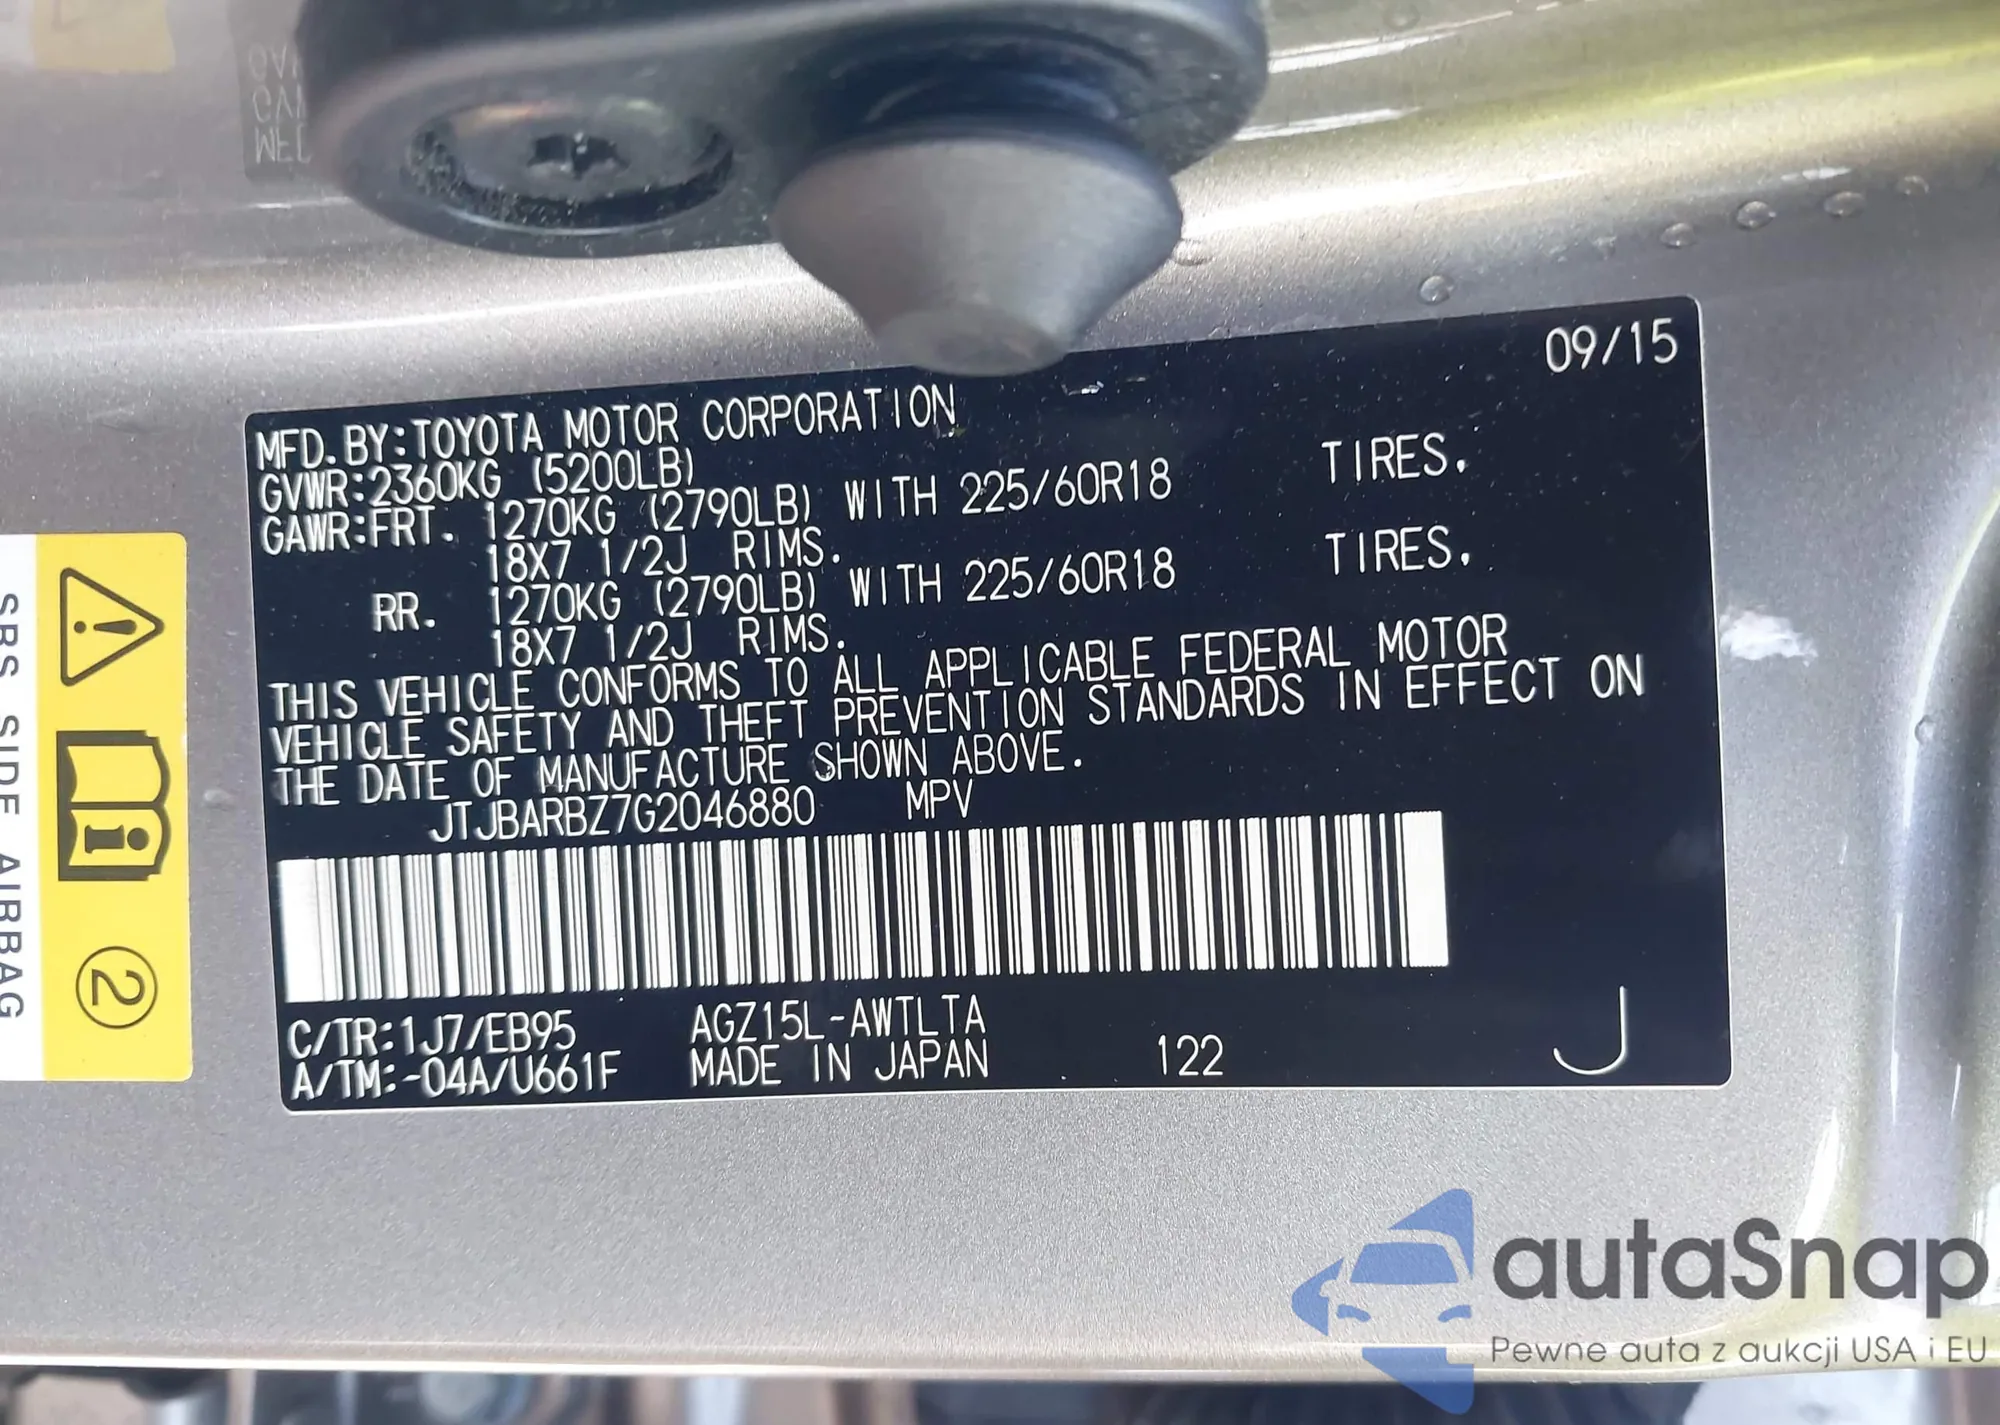 09/15
MFD.BY:TOYOTA MOTOR CORPORATION
GVWR:2360KG (5200LB)
GAWR:FRT. 1270KG (2790LB) WITH 225/60R18 TIRES.
18X7 1/2J RIMS.
RR. 1270KG (2790LB) WITH 225/60R18 TIRES.
18X7 1/2J RIMS.
THIS VEHICLE CONFORMS TO ALL APPLICABLE FEDERAL MOTOR
VEHICLE SAFETY AND THEFT PREVENTION STANDARDS IN EFFECT ON
THE DATE OF MANUFACTURE SHOWN ABOVE.
JTJBARBZ7G2046880 MPV
C/TR:1J7/EB95 AGZ15L-AWTLTA
A/TM:-04A/U661F MADE IN JAPAN 122 J
SRS SIDE AIRBAG
2
autaSnap
Pewne auta z aukcji USA i EU